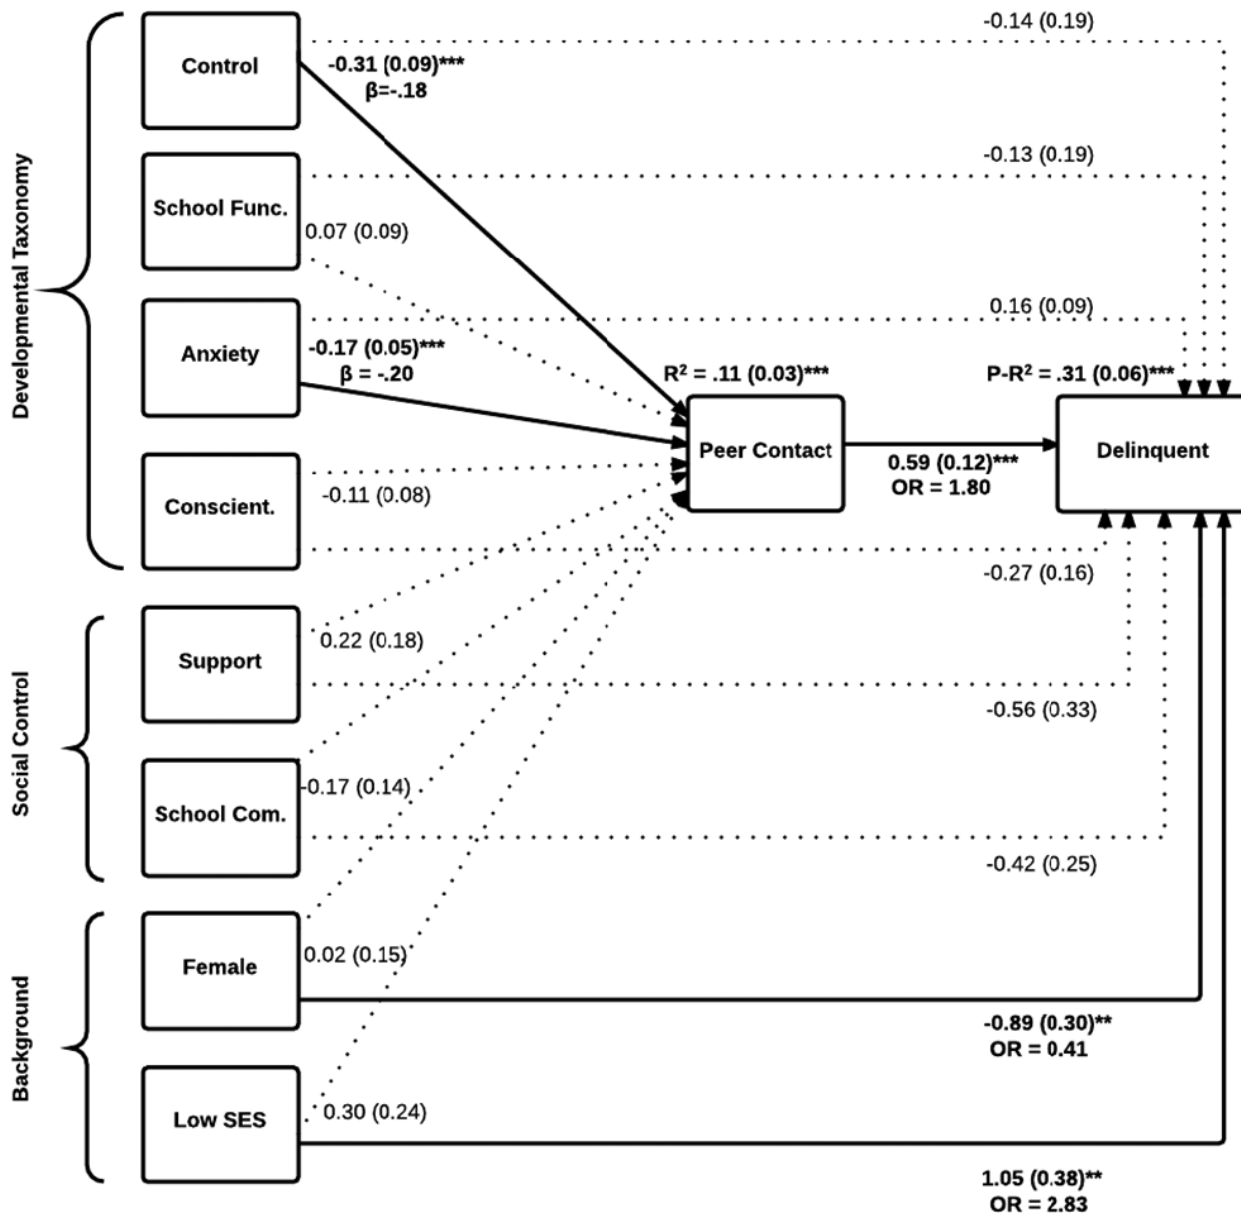 Developmental Taxonomy
Social Control
Background
Control
School Func.
Anxiety
Conscient.
Support
School Com.
Female
Low SES
-0.31 (0.09)***
β=-.18
0.07 (0.09)
-0.17 (0.05)***
β = -.20
-0.11 (0.08)
0.22 (0.18)
-0.17 (0.14)
0.02 (0.15)
0.30 (0.24)
R² = .11 (0.03)***
Peer Contact
0.59 (0.12)***
OR = 1.80
-0.14 (0.19)
-0.13 (0.19)
0.16 (0.09)
P-R² = .31 (0.06)***
Delinquent
-0.27 (0.16)
-0.56 (0.33)
-0.42 (0.25)
-0.89 (0.30)**
OR = 0.41
1.05 (0.38)**
OR = 2.83